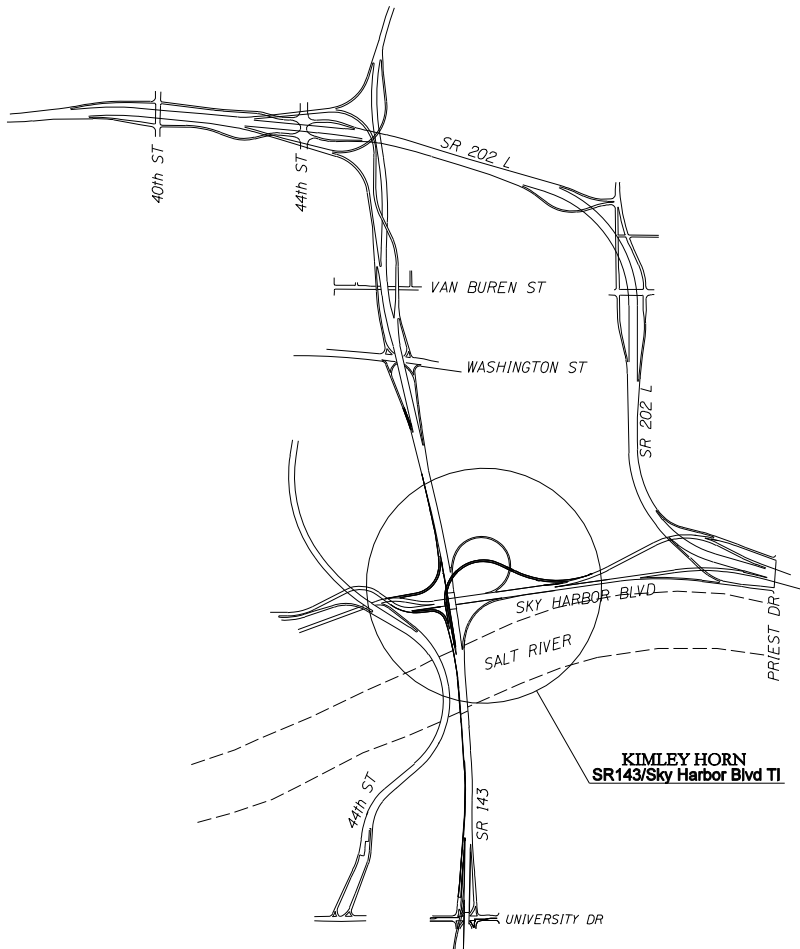 SR 202 L
40th ST
44th ST
VAN BUREN ST
WASHINGTON ST
SR 202 L
SKY HARBOR BLVD
SALT RIVER
PRIEST DR
KIMLEY HORN
SR143/Sky Harbor Blvd TI
44th ST
SR 143
UNIVERSITY DR